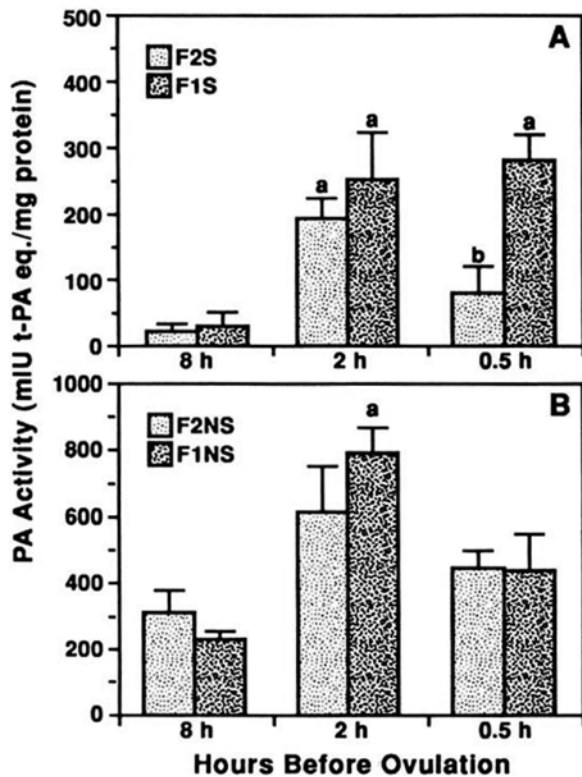 PA Activity (mIU t-PA eq./mg protein)
500
400
300
200
100
0
A
F2S
F1S
a
a
a
b
8 h
2 h
0.5 h
1000
800
600
400
200
0
B
F2NS
F1NS
a
8 h
2 h
0.5 h
Hours Before Ovulation